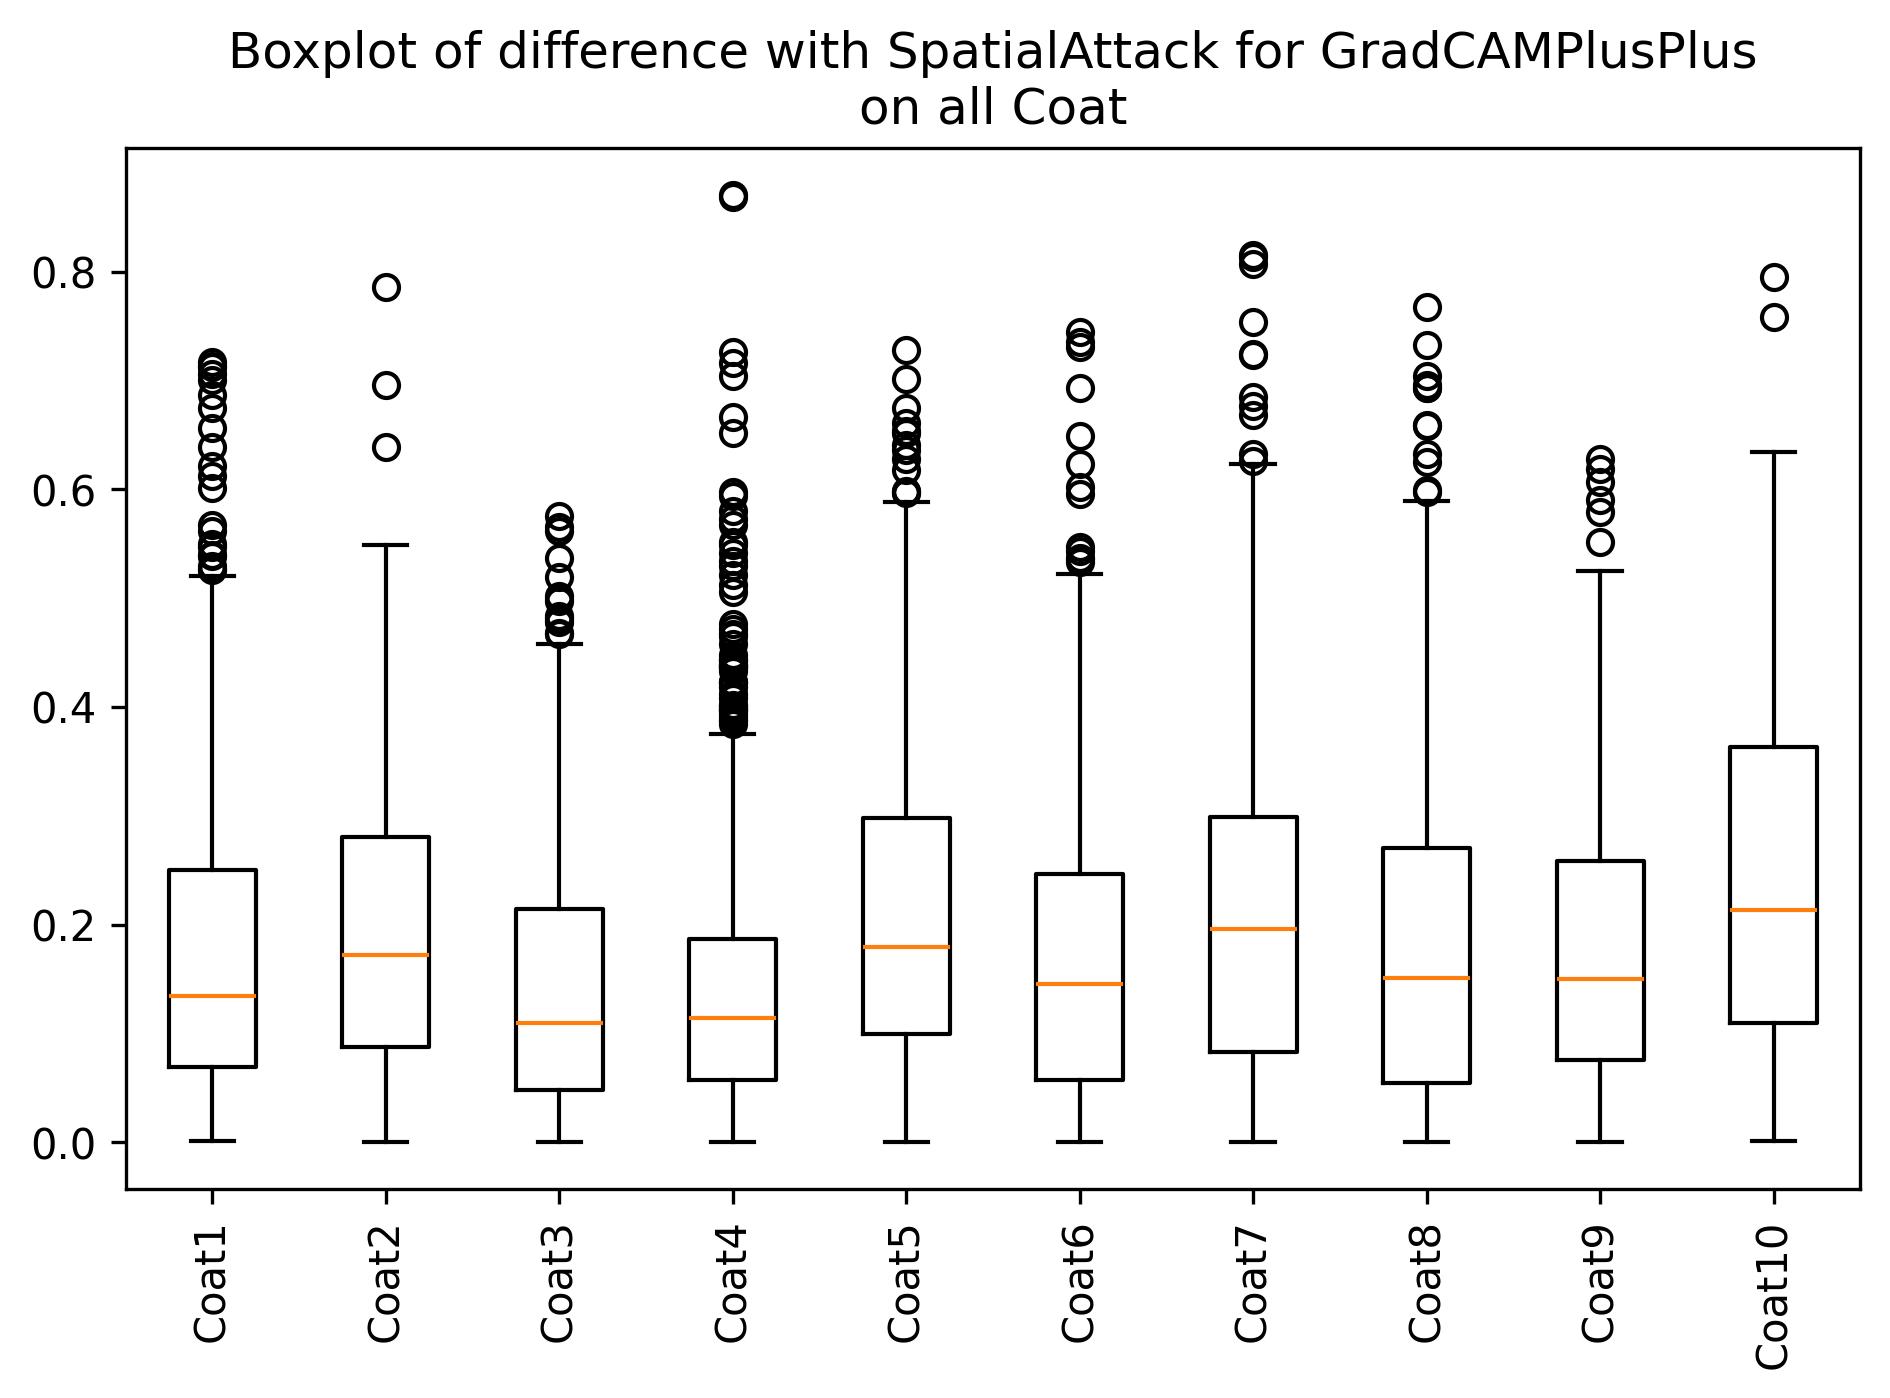 Boxplot of difference with SpatialAttack for GradCAMPlusPlus
on all Coat
0.8
0.6
0.4
0.2
0.0
Coat1
Coat2
Coat3
Coat4
Coat5
Coat6
Coat7
Coat8
Coat9
Coat10